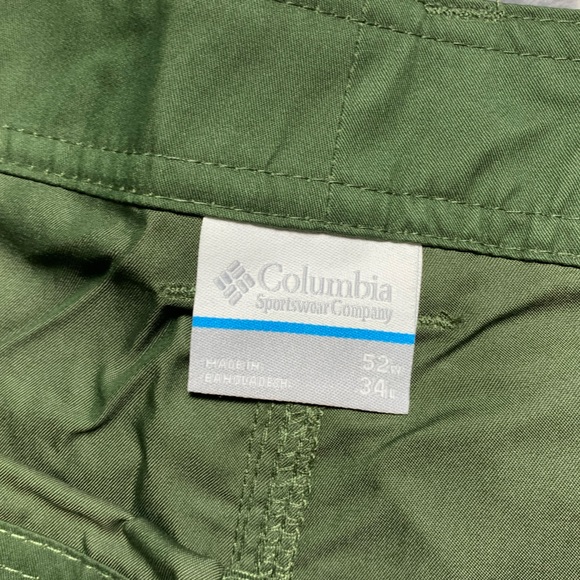 Columbia
Sportswear Company
MADE IN: 52W
BANGLADESH: 34L